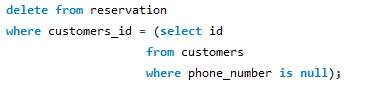 delete from reservation
where customers_id = (select id
from customers
where phone_number is null);